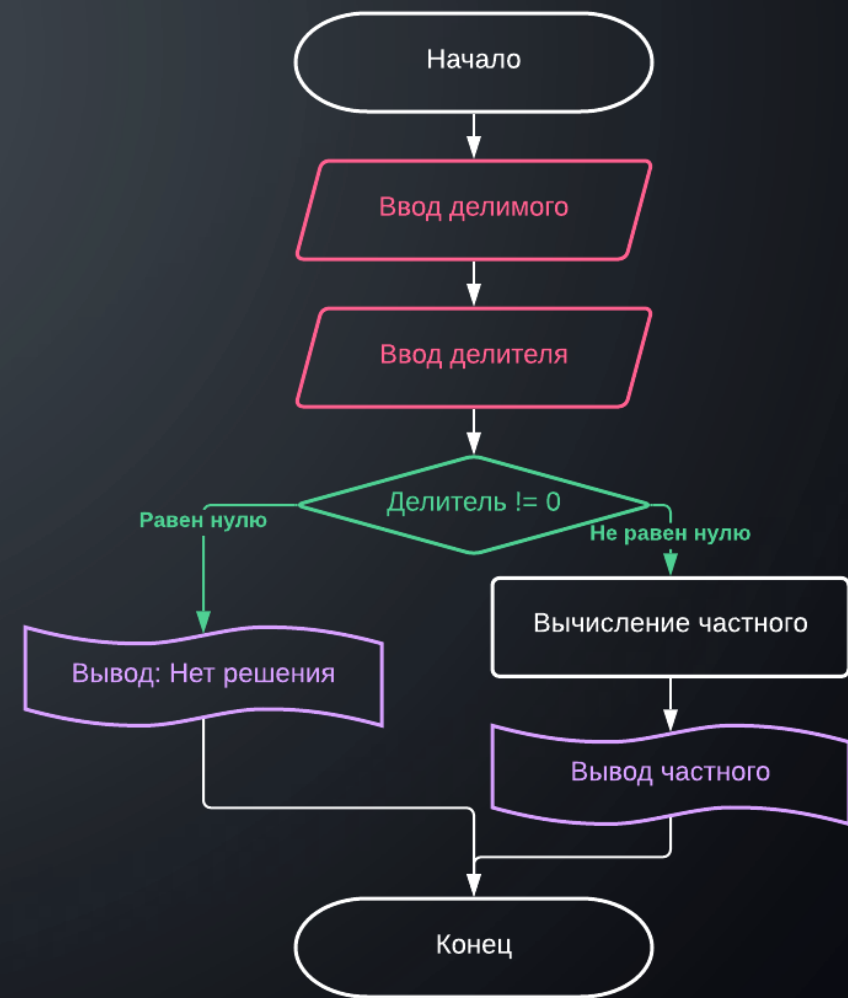 Начало
Ввод делимого
Ввод делителя
Делитель != 0
Равен нулю
Не равен нулю
Вычисление частного
Вывод: Нет решения
Вывод частного
Конец